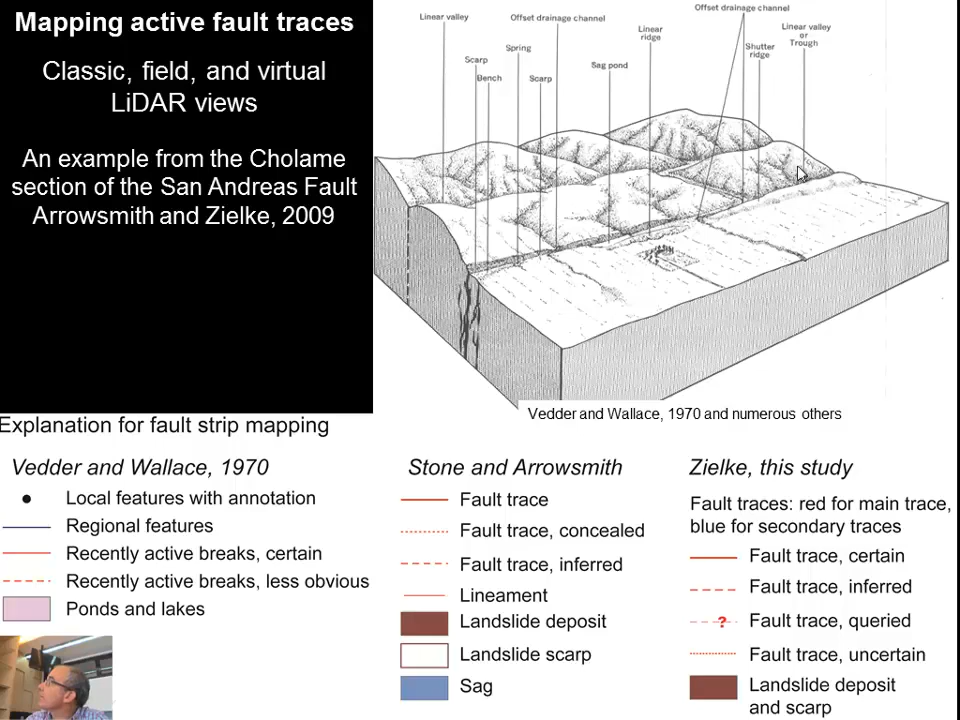 Mapping active fault traces
Classic, field, and virtual
LiDAR views
An example from the Cholame
section of the San Andreas Fault
Arrowsmith and Zielke, 2009
Linear valley
Offset drainage channel
Offset drainage channel
Scarp
Bench
Spring
Scarp
Sag pond
Linear
ridge
Shutter
ridge
Linear valley
or
Trough
Vedder and Wallace, 1970 and numerous others
Explanation for fault strip mapping
Vedder and Wallace, 1970
Local features with annotation
Regional features
Recently active breaks, certain
Recently active breaks, less obvious
Ponds and lakes
Stone and Arrowsmith
Fault trace
Fault trace, concealed
Fault trace, inferred
Lineament
Landslide deposit
Landslide scarp
Sag
Zielke, this study
Fault traces: red for main trace,
blue for secondary traces
Fault trace, certain
Fault trace, inferred
? Fault trace, queried
Fault trace, uncertain
Landslide deposit
and scarp